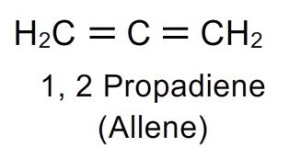 H₂C = C = CH₂
1, 2 Propadiene
(Allene)